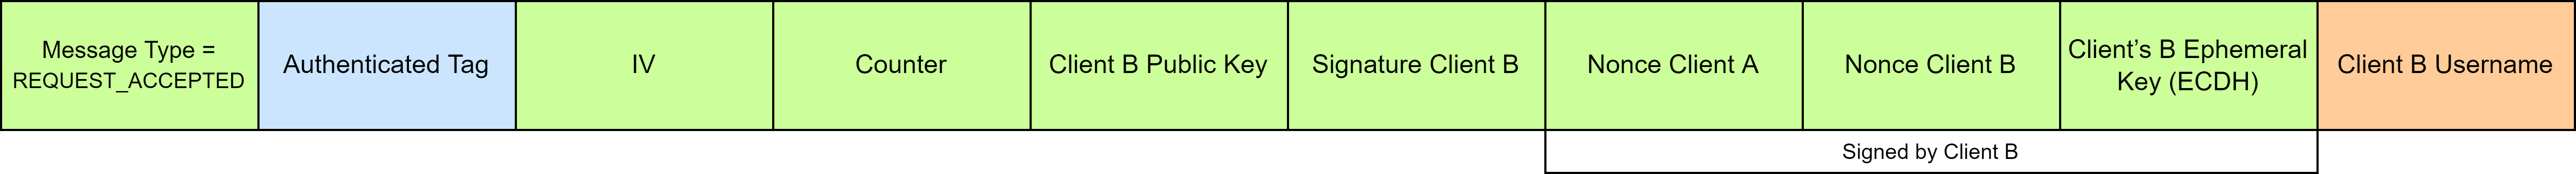 Message Type =
REQUEST_ACCEPTED
Authenticated Tag
IV
Counter
Client B Public Key
Signature Client B
Nonce Client A
Nonce Client B
Client’s B Ephemeral
Key (ECDH)
Client B Username
Signed by Client B